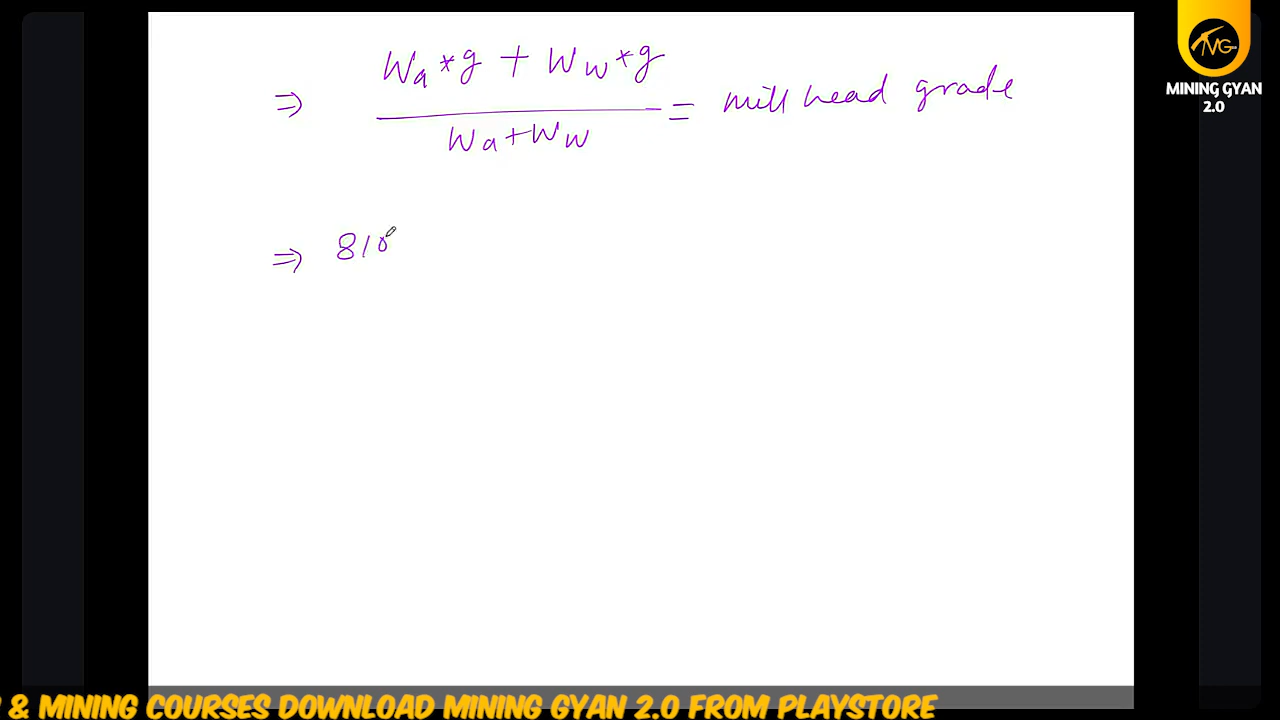 ⇒ Wa*g + Ww*g / Wa+Ww = mill head grade
⇒ 810
MINING GYAN
2.0
& MINING COURSES DOWNLOAD MINING GYAN 2.0 FROM PLAYSTORE